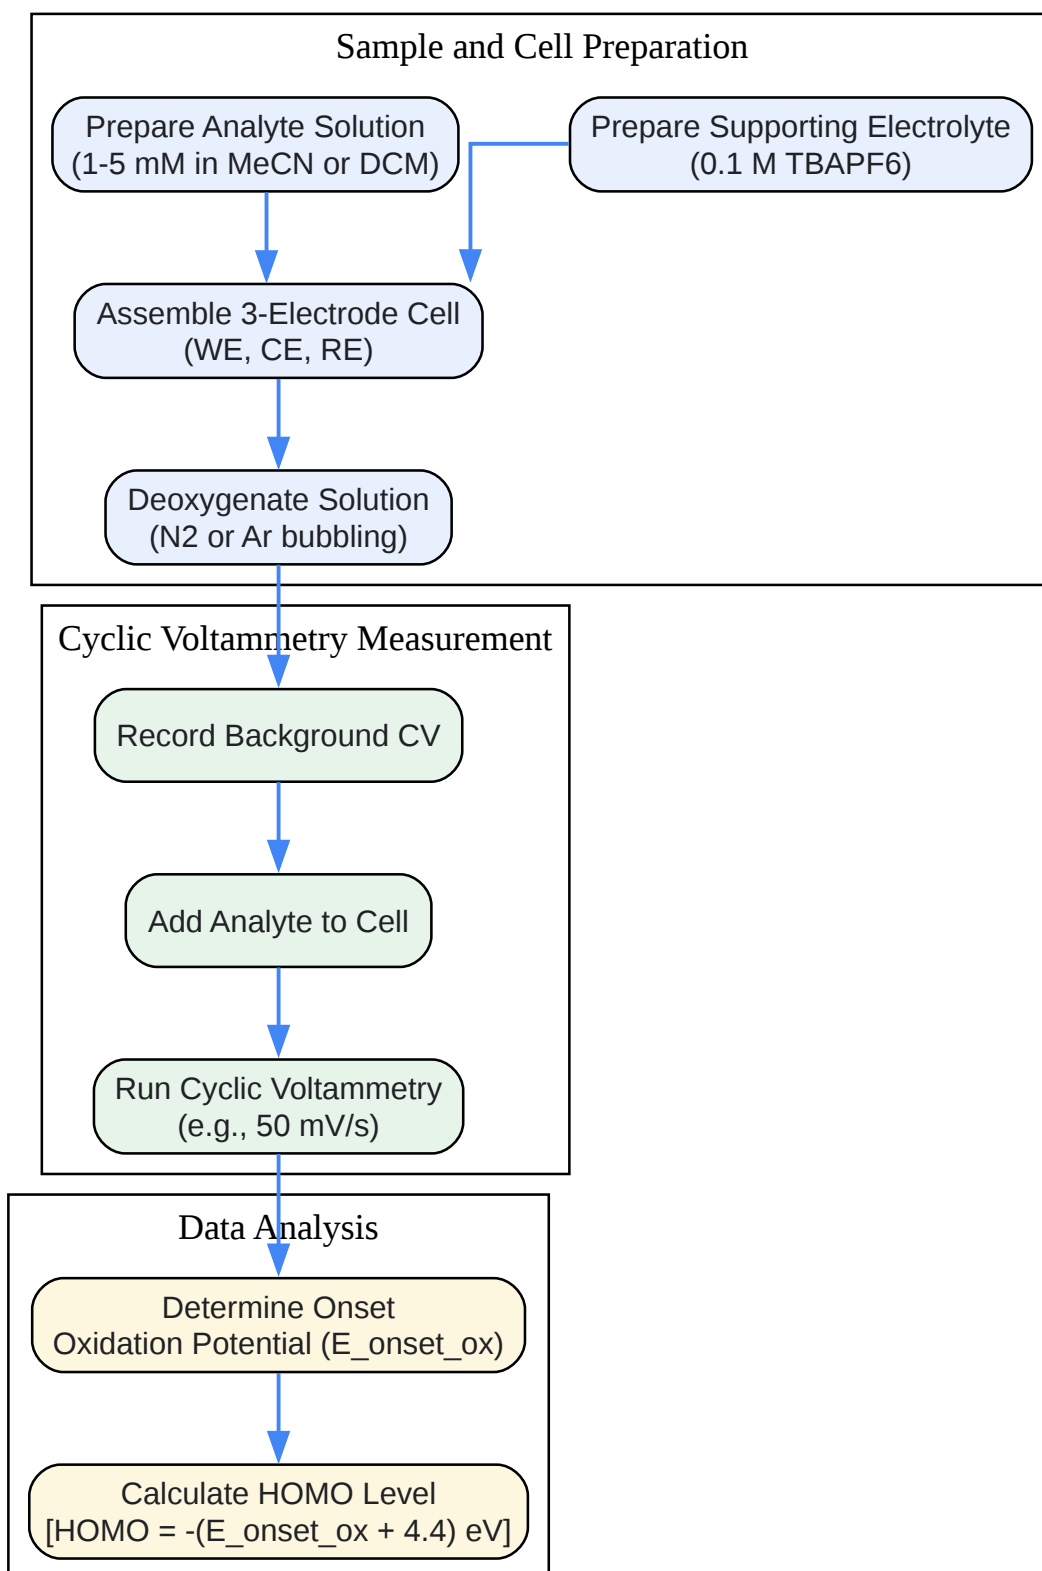 Sample and Cell Preparation
Prepare Analyte Solution
(1-5 mM in MeCN or DCM)
Prepare Supporting Electrolyte
(0.1 M TBAPF6)
Assemble 3-Electrode Cell
(WE, CE, RE)
Deoxygenate Solution
(N2 or Ar bubbling)
Cyclic Voltammetry Measurement
Record Background CV
Add Analyte to Cell
Run Cyclic Voltammetry
(e.g., 50 mV/s)
Data Analysis
Determine Onset
Oxidation Potential (E_onset_ox)
Calculate HOMO Level
[HOMO = -(E_onset_ox + 4.4) eV]